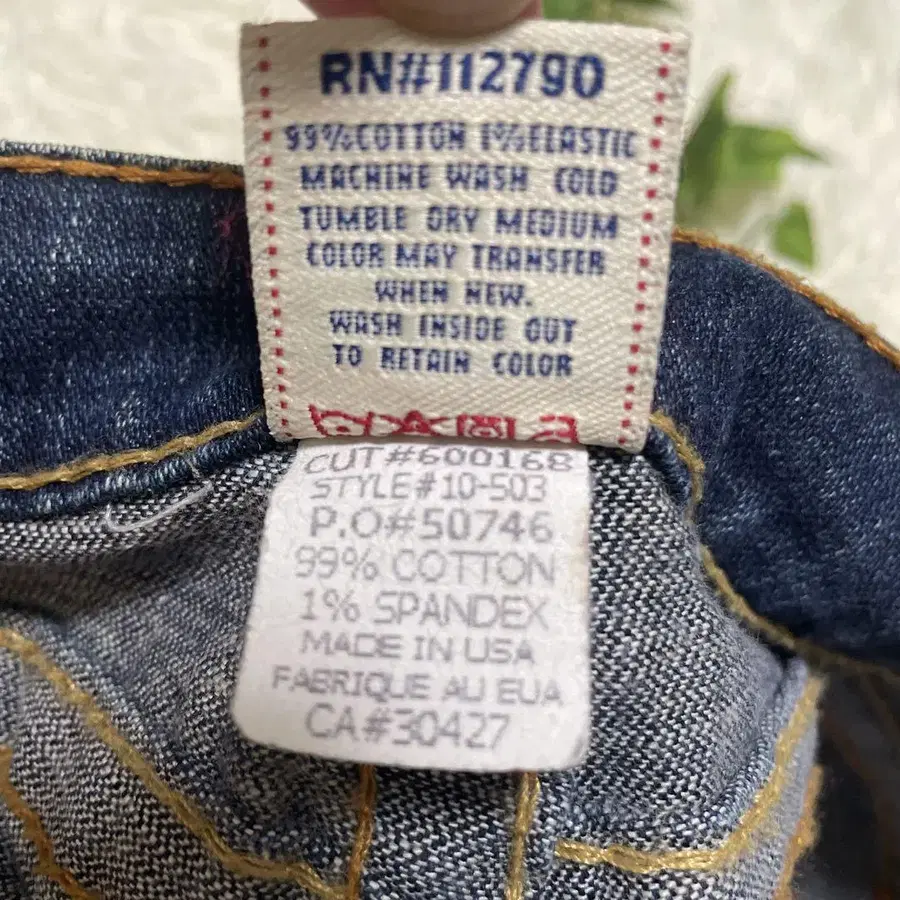 RN#112790
99%COTTON 1%ELASTIC
MACHINE WASH COLD
TUMBLE DRY MEDIUM
COLOR MAY TRANSFER
WHEN NEW.
WASH INSIDE OUT
TO RETAIN COLOR
CUT#600168
STYLE#10-503
P.O#50746
99% COTTON
1% SPANDEX
MADE IN USA
FABRIQUE AU EUA
CA#30427